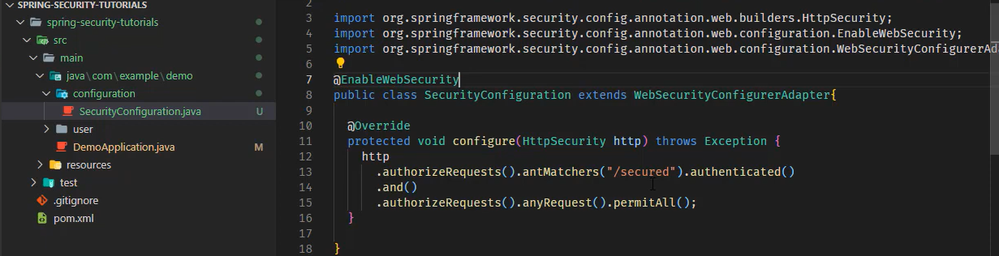 SPRING-SECURITY-TUTORIALS
spring-security-tutorials
src
main
java\com\example\demo
configuration
SecurityConfiguration.java U
user
DemoApplication.java M
resources
test
.gitignore
pom.xml
2
3 import org.springframework.security.config.annotation.web.builders.HttpSecurity;
4 import org.springframework.security.config.annotation.web.configuration.EnableWebSecurity;
5 import org.springframework.security.config.annotation.web.configuration.WebSecurityConfigurerAda
6
7 @EnableWebSecurity
8 public class SecurityConfiguration extends WebSecurityConfigurerAdapter{
9
10 @Override
11 protected void configure(HttpSecurity http) throws Exception {
12 http
13 .authorizeRequests().antMatchers("/secured").authenticated()
14 .and()
15 .authorizeRequests().anyRequest().permitAll();
16 }
17
18 }